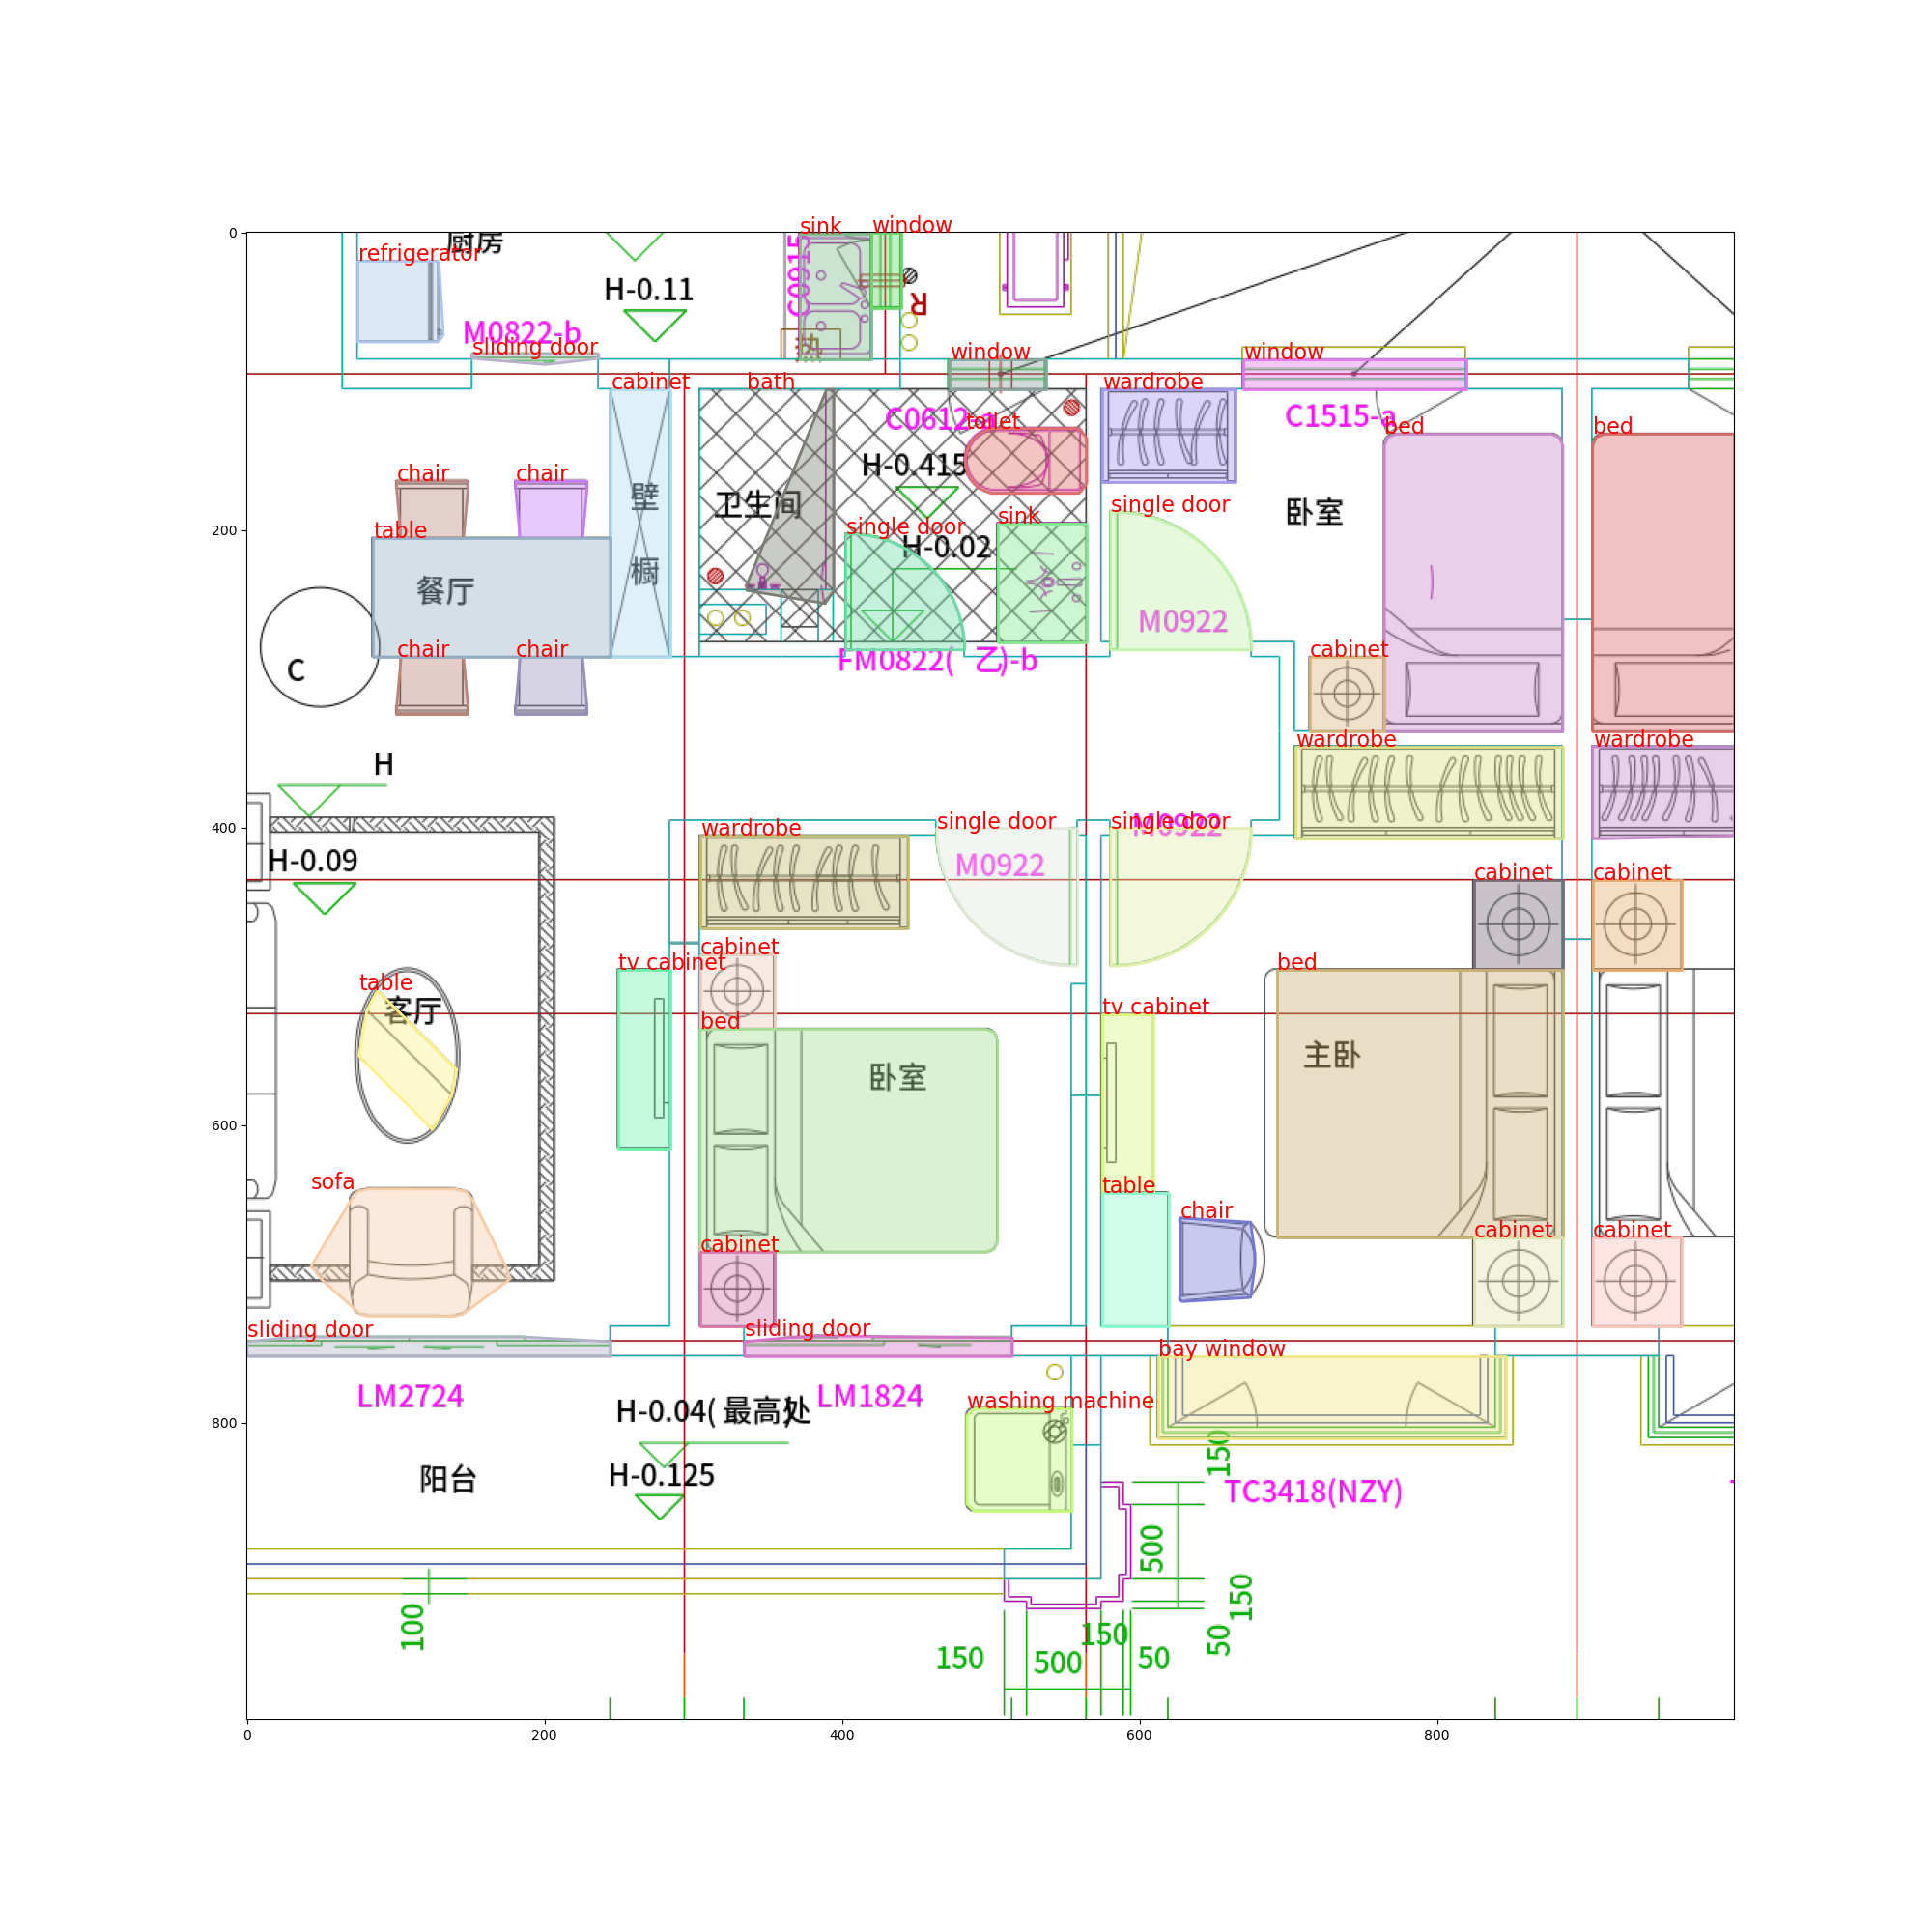 0
sink
window
厨房
refrigerator
C0915
H-0.11
R
M0822-b
sliding door
热
window
window
cabinet
bath
wardrobe
C0612-a
toilet
C1515-a
bed
bed
chair
chair
H-0.415
壁
卫生间
single door
卧室
200
table
single door
sink
H-0.02
橱
餐厅
M0922
chair
chair
cabinet
C
FM0822( 乙)-b
H
wardrobe
wardrobe
400
wardrobe
single door
single door
M0922
H-0.09
M0922
cabinet
cabinet
cabinet
tv cabinet
bed
table
客厅
tv cabinet
bed
主卧
卧室
600
sofa
table
chair
cabinet
cabinet
cabinet
sliding door
sliding door
bay window
LM2724
H-0.04( 最高处)
LM1824
washing machine
800
H-0.125
阳台
150
TC3418(NZY)
500
150
100
50
150
150
500
50
0
200
400
600
800